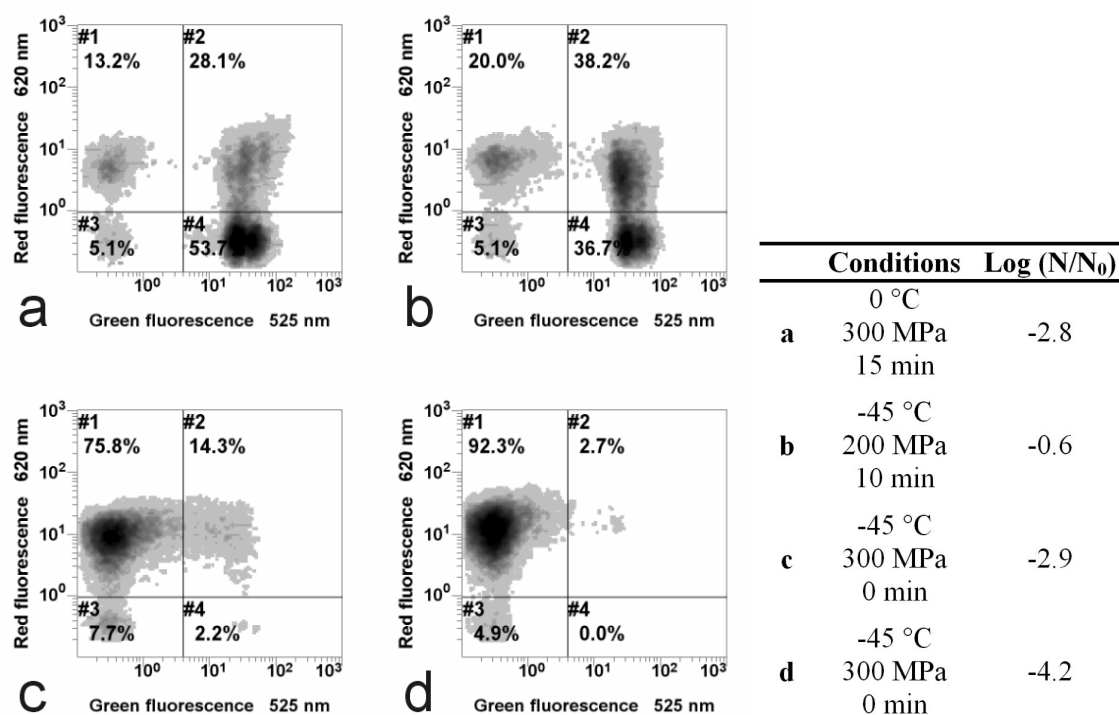 #1
13.2%
#2
28.1%
#3
5.1%
#4
53.7
10³
10²
10¹
10⁰
10⁰
10¹
10²
10³
Red fluorescence 620 nm
Green fluorescence 525 nm
a
#1
20.0%
#2
38.2%
#3
5.1%
#4
36.7%
10³
10²
10¹
10⁰
10⁰
10¹
10²
10³
Red fluorescence 620 nm
Green fluorescence 525 nm
b
#1
75.8%
#2
14.3%
#3
7.7%
#4
2.2%
10³
10²
10¹
10⁰
10⁰
10¹
10²
10³
Red fluorescence 620 nm
Green fluorescence 525 nm
c
#1
92.3%
#2
2.7%
#3
4.9%
#4
0.0%
10³
10²
10¹
10⁰
10⁰
10¹
10²
10³
Red fluorescence 620 nm
Green fluorescence 525 nm
d
Conditions Log (N/N₀)
0 °C
a 300 MPa -2.8
15 min
-45 °C
b 200 MPa -0.6
10 min
-45 °C
c 300 MPa -2.9
0 min
-45 °C
d 300 MPa -4.2
0 min